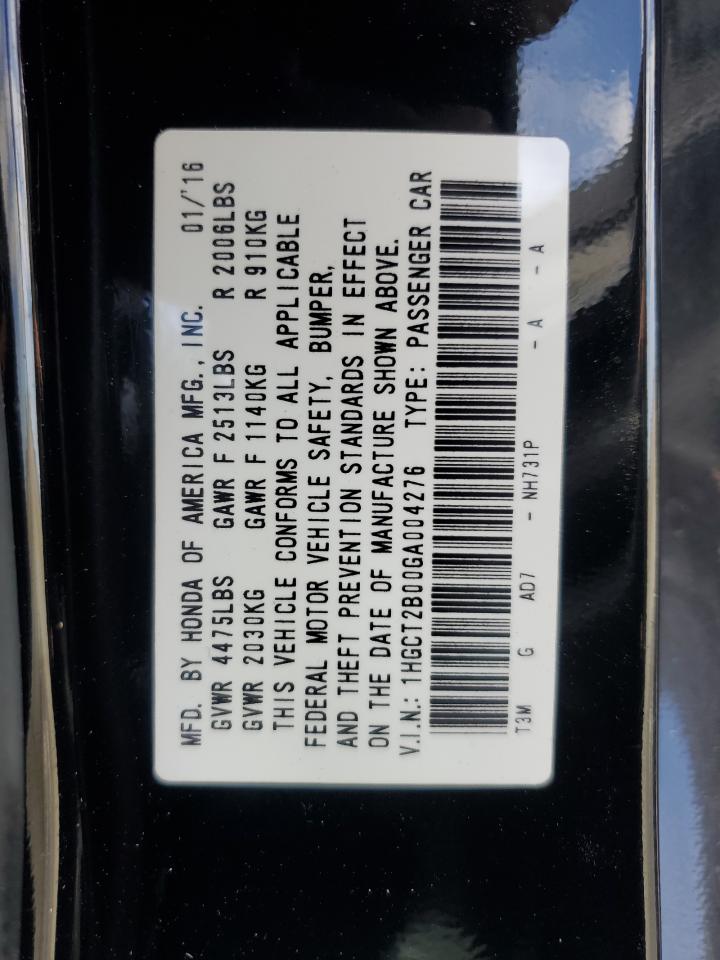 MFD. BY HONDA OF AMERICA MFG., INC. 01/'16
GVWR 4475LBS GAWR F 2513LBS R 2006LBS
GVWR 2030KG GAWR F 1140KG R 910KG
THIS VEHICLE CONFORMS TO ALL APPLICABLE
FEDERAL MOTOR VEHICLE SAFETY, BUMPER,
AND THEFT PREVENTION STANDARDS IN EFFECT
ON THE DATE OF MANUFACTURE SHOWN ABOVE.
V.I.N.: 1HGCT2B00GA004276 TYPE: PASSENGER CAR
T3M G AD7 - NH731P - A - A